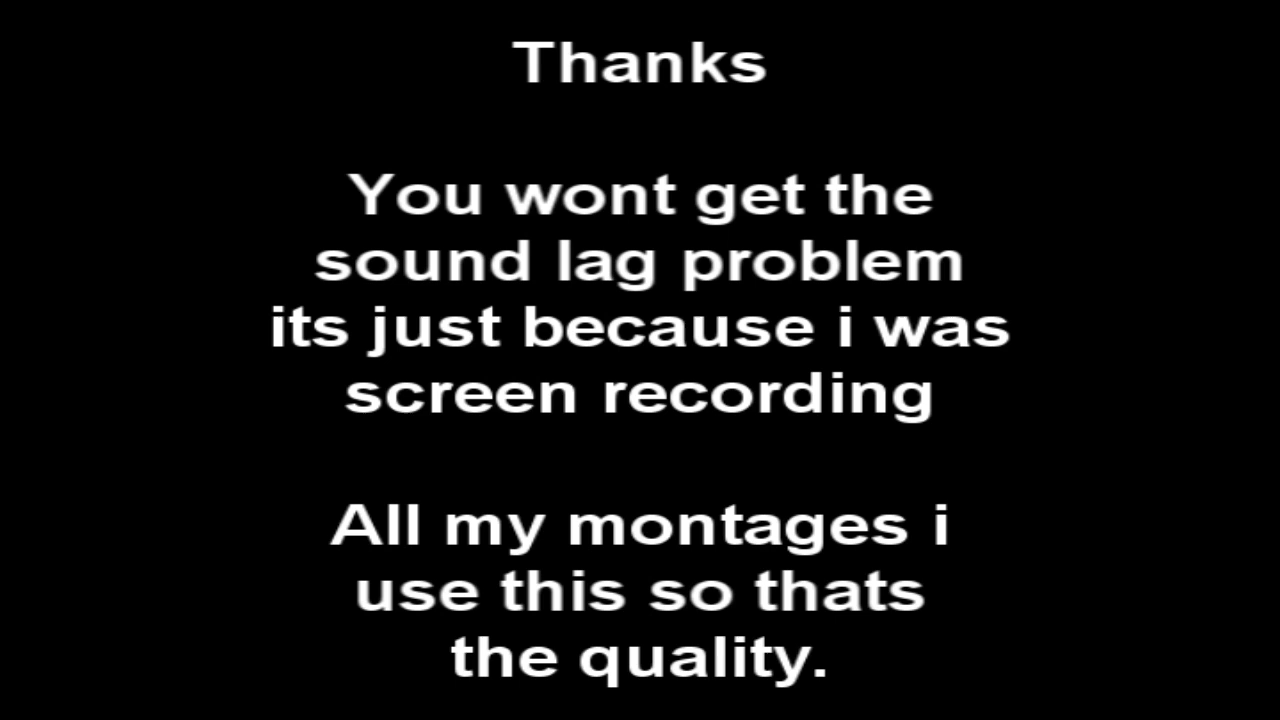 Thanks
You wont get the
sound lag problem
its just because i was
screen recording
All my montages i
use this so thats
the quality.